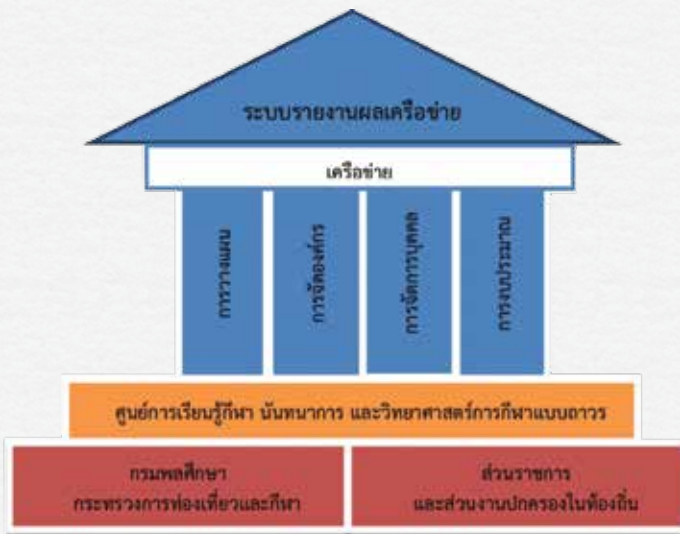 ระบบรายงานผลเครือข่าย
เครือข่าย
การวางแผน
การจัดองค์กร
การจัดการบุคคล
การงบประมาณ
ศูนย์การเรียนรู้กีฬา นันทนาการ และวิทยาศาสตร์การกีฬาแบบถาวร
กรมพลศึกษา
กระทรวงการท่องเที่ยวและกีฬา
ส่วนราชการ
และส่วนงานปกครองในท้องถิ่น